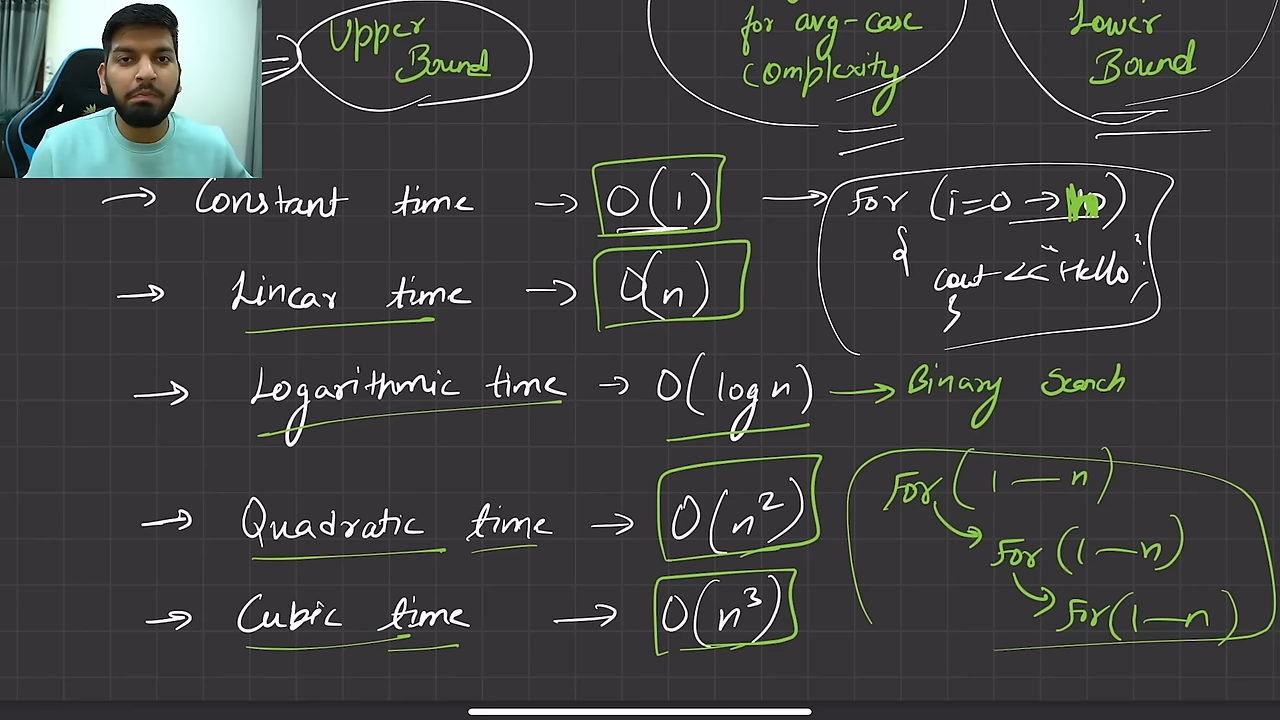 Upper
Bound
for avg-case
complexity
Lower
Bound
→ Constant time → O(1) → For (i=0 → n)
{
cout << "Hello";
}
→ Linear time → O(n)
→ Logarithmic time → O(log n) → Binary Search
→ Quadratic time → O(n²)
→ Cubic time → O(n³)
For (1 — n)
For (1 — n)
For (1 — n)